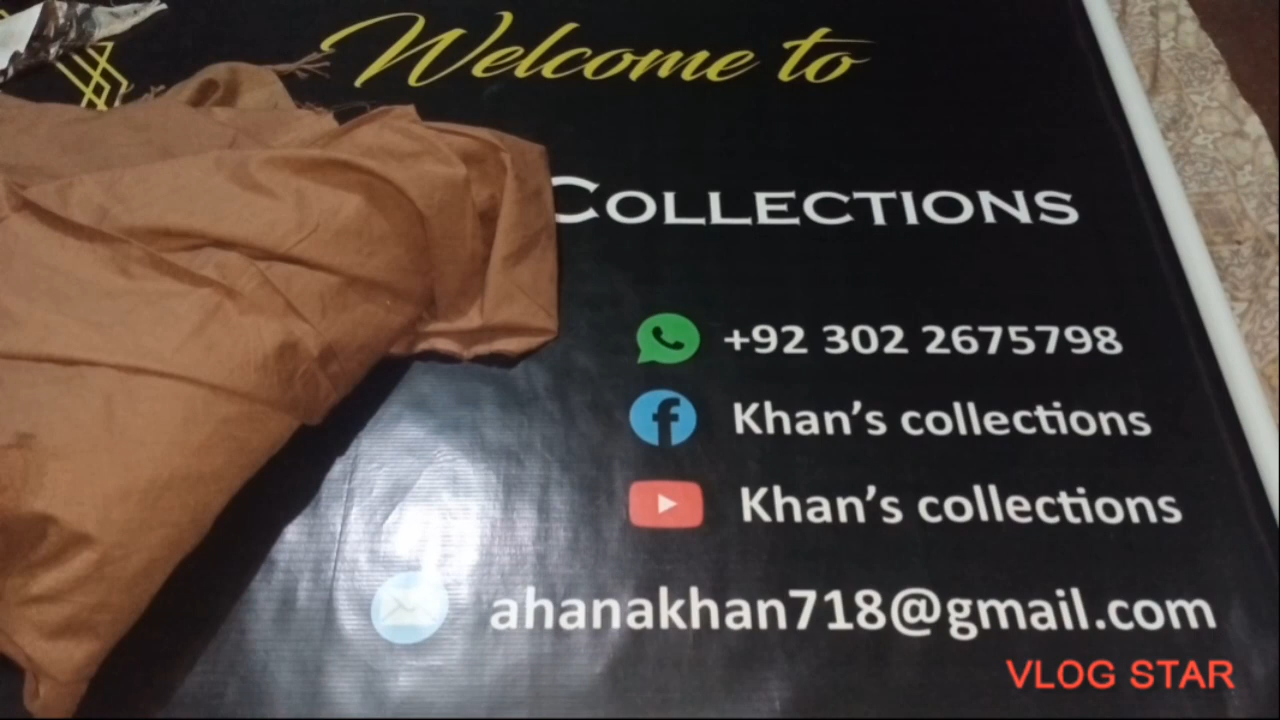 Welcome to
COLLECTIONS
+92 302 2675798
Khan's collections
Khan's collections
ahanakhan718@gmail.com
VLOG STAR